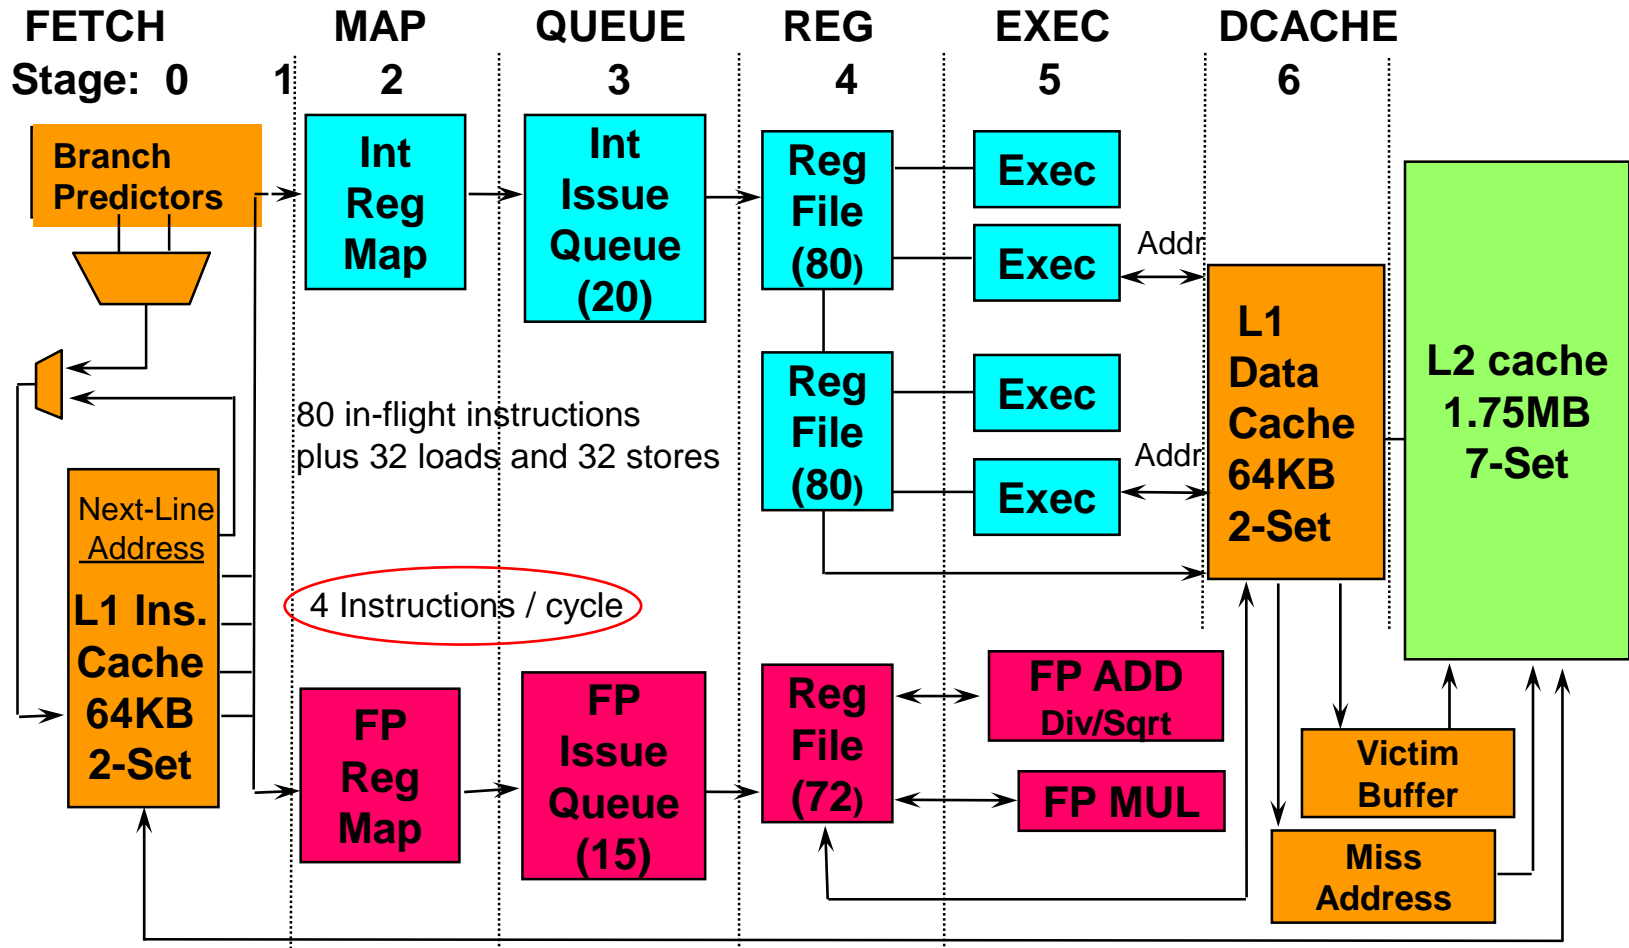 FETCH MAP QUEUE REG EXEC DCACHE
Stage: 0 1 2 3 4 5 6
Branch
Predictors
Int
Reg
Map
Int
Issue
Queue
(20)
Reg
File
(80)
Exec
Exec
Addr
L1
Data
Cache
64KB
2-Set
L2 cache
1.75MB
7-Set
80 in-flight instructions
plus 32 loads and 32 stores
Reg
File
(80)
Exec
Exec
Addr
Next-Line
Address
L1 Ins.
Cache
64KB
2-Set
4 Instructions / cycle
FP
Reg
Map
FP
Issue
Queue
(15)
Reg
File
(72)
FP ADD
Div/Sqrt
FP MUL
Victim
Buffer
Miss
Address